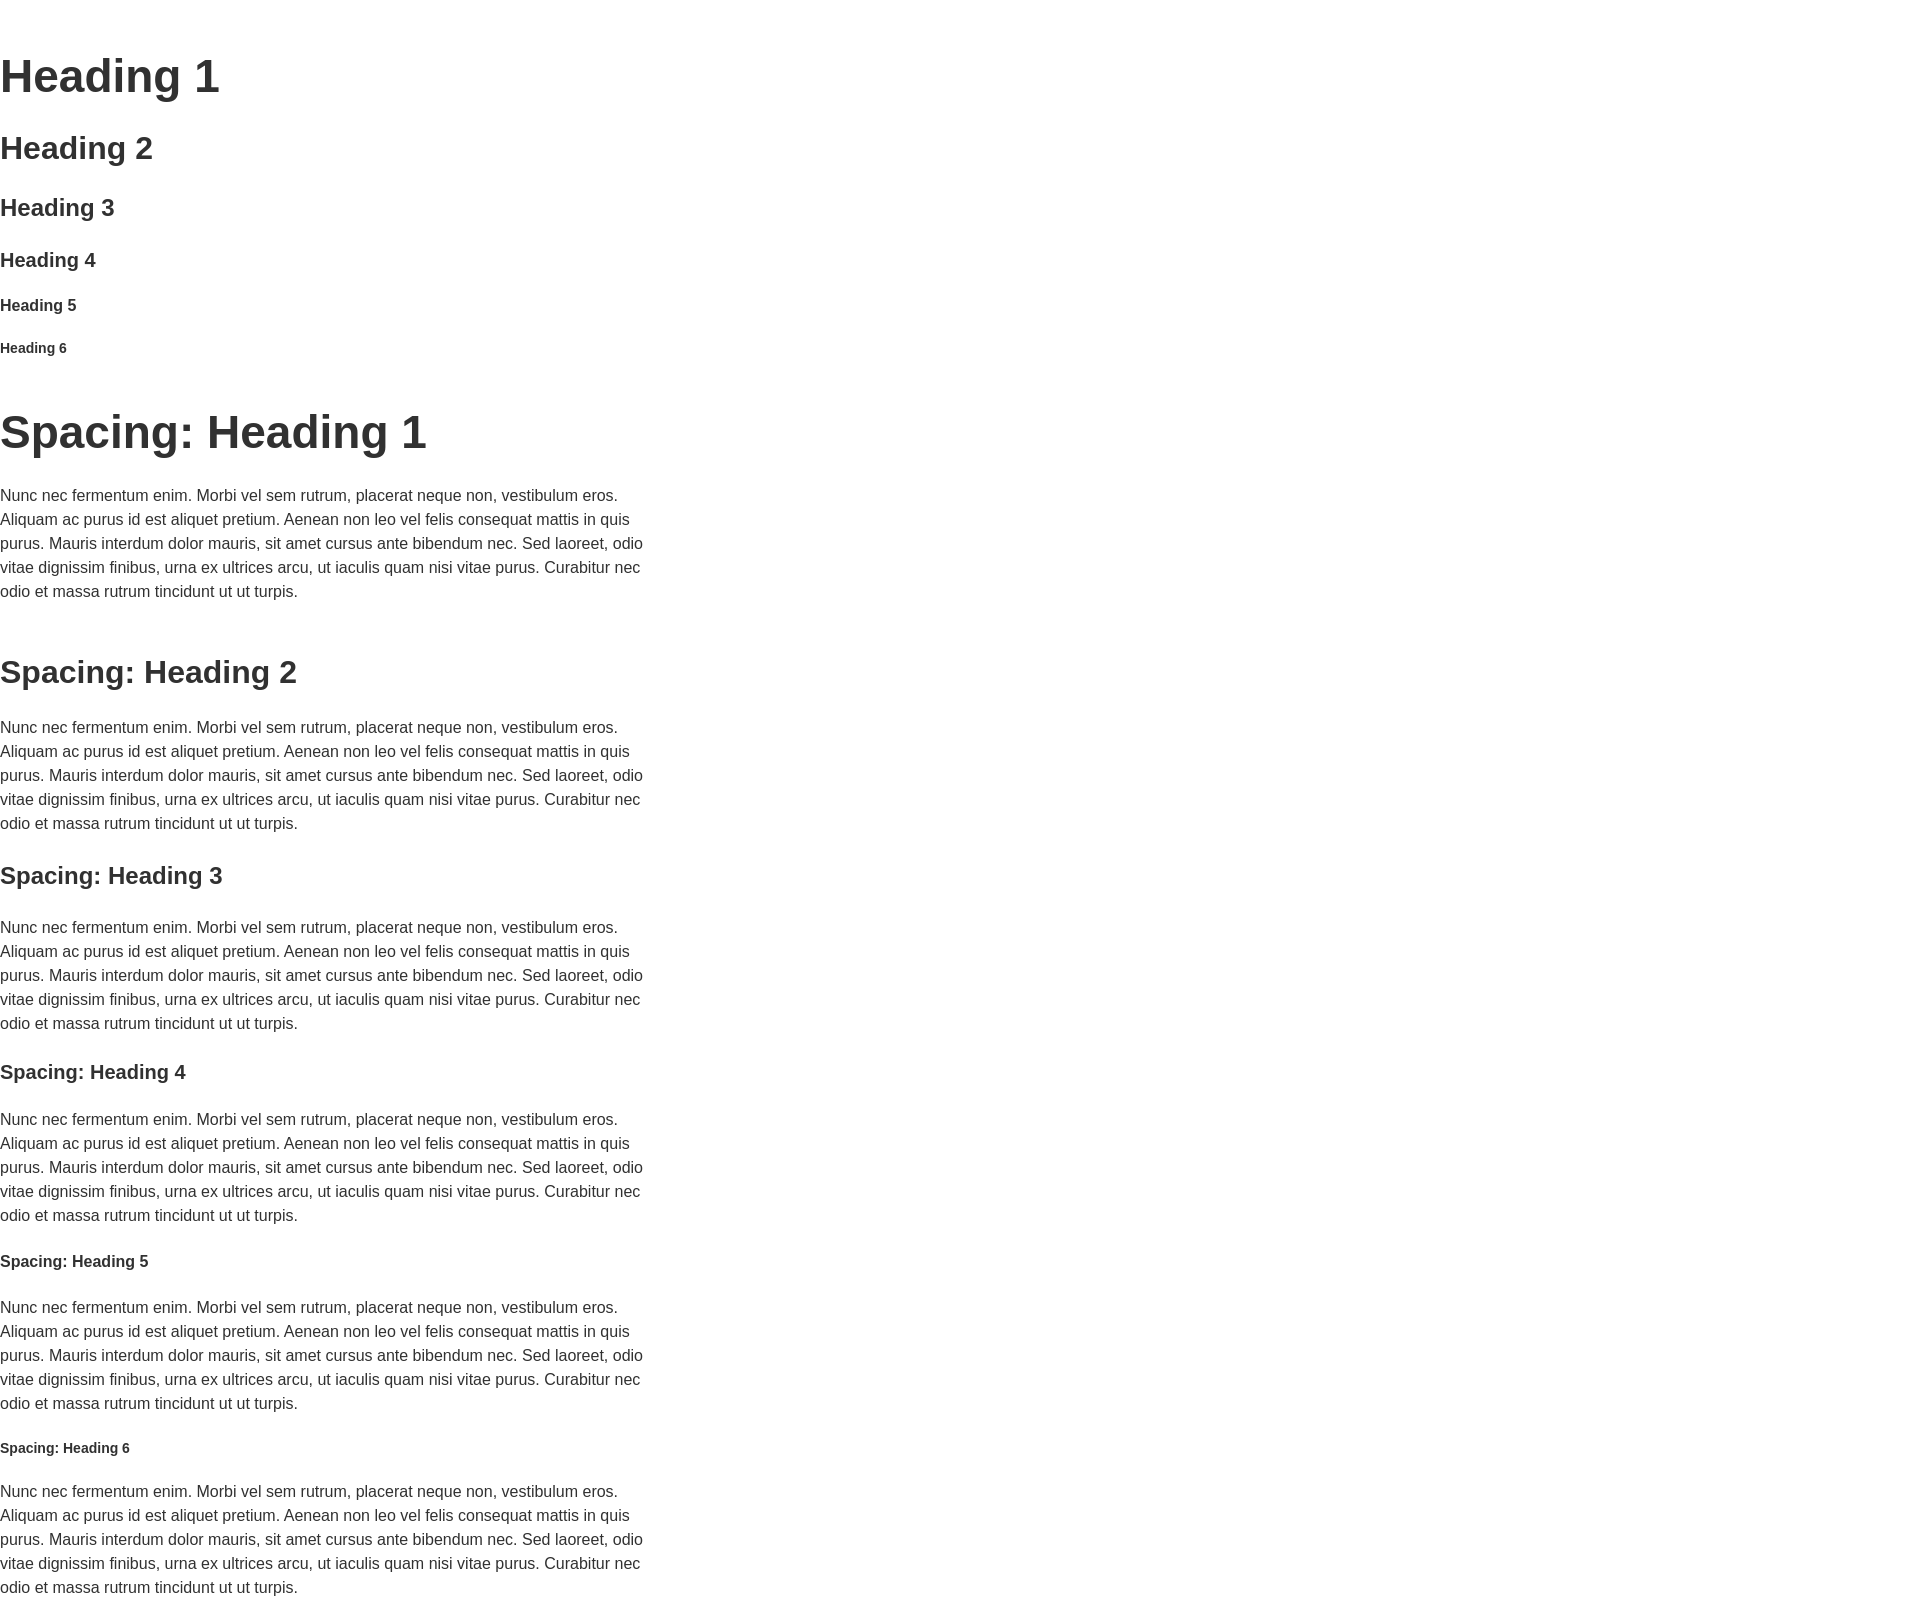 Heading 1
Heading 2
Heading 3
Heading 4
Heading 5
Heading 6
Spacing: Heading 1
Nunc nec fermentum enim. Morbi vel sem rutrum, placerat neque non, vestibulum eros.
Aliquam ac purus id est aliquet pretium. Aenean non leo vel felis consequat mattis in quis
purus. Mauris interdum dolor mauris, sit amet cursus ante bibendum nec. Sed laoreet, odio
vitae dignissim finibus, urna ex ultrices arcu, ut iaculis quam nisi vitae purus. Curabitur nec
odio et massa rutrum tincidunt ut ut turpis.
Spacing: Heading 2
Nunc nec fermentum enim. Morbi vel sem rutrum, placerat neque non, vestibulum eros.
Aliquam ac purus id est aliquet pretium. Aenean non leo vel felis consequat mattis in quis
purus. Mauris interdum dolor mauris, sit amet cursus ante bibendum nec. Sed laoreet, odio
vitae dignissim finibus, urna ex ultrices arcu, ut iaculis quam nisi vitae purus. Curabitur nec
odio et massa rutrum tincidunt ut ut turpis.
Spacing: Heading 3
Nunc nec fermentum enim. Morbi vel sem rutrum, placerat neque non, vestibulum eros.
Aliquam ac purus id est aliquet pretium. Aenean non leo vel felis consequat mattis in quis
purus. Mauris interdum dolor mauris, sit amet cursus ante bibendum nec. Sed laoreet, odio
vitae dignissim finibus, urna ex ultrices arcu, ut iaculis quam nisi vitae purus. Curabitur nec
odio et massa rutrum tincidunt ut ut turpis.
Spacing: Heading 4
Nunc nec fermentum enim. Morbi vel sem rutrum, placerat neque non, vestibulum eros.
Aliquam ac purus id est aliquet pretium. Aenean non leo vel felis consequat mattis in quis
purus. Mauris interdum dolor mauris, sit amet cursus ante bibendum nec. Sed laoreet, odio
vitae dignissim finibus, urna ex ultrices arcu, ut iaculis quam nisi vitae purus. Curabitur nec
odio et massa rutrum tincidunt ut ut turpis.
Spacing: Heading 5
Nunc nec fermentum enim. Morbi vel sem rutrum, placerat neque non, vestibulum eros.
Aliquam ac purus id est aliquet pretium. Aenean non leo vel felis consequat mattis in quis
purus. Mauris interdum dolor mauris, sit amet cursus ante bibendum nec. Sed laoreet, odio
vitae dignissim finibus, urna ex ultrices arcu, ut iaculis quam nisi vitae purus. Curabitur nec
odio et massa rutrum tincidunt ut ut turpis.
Spacing: Heading 6
Nunc nec fermentum enim. Morbi vel sem rutrum, placerat neque non, vestibulum eros.
Aliquam ac purus id est aliquet pretium. Aenean non leo vel felis consequat mattis in quis
purus. Mauris interdum dolor mauris, sit amet cursus ante bibendum nec. Sed laoreet, odio
vitae dignissim finibus, urna ex ultrices arcu, ut iaculis quam nisi vitae purus. Curabitur nec
odio et massa rutrum tincidunt ut ut turpis.